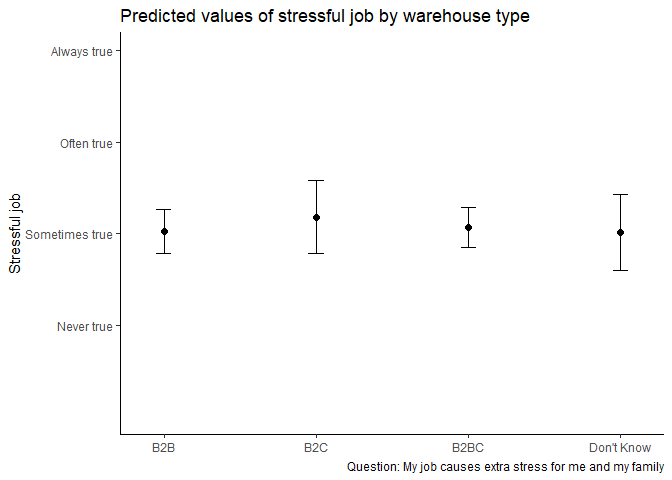 Predicted values of stressful job by warehouse type
Stressful job
Always true
Often true
Sometimes true
Never true
B2B
B2C
B2BC
Don't Know
Question: My job causes extra stress for me and my family